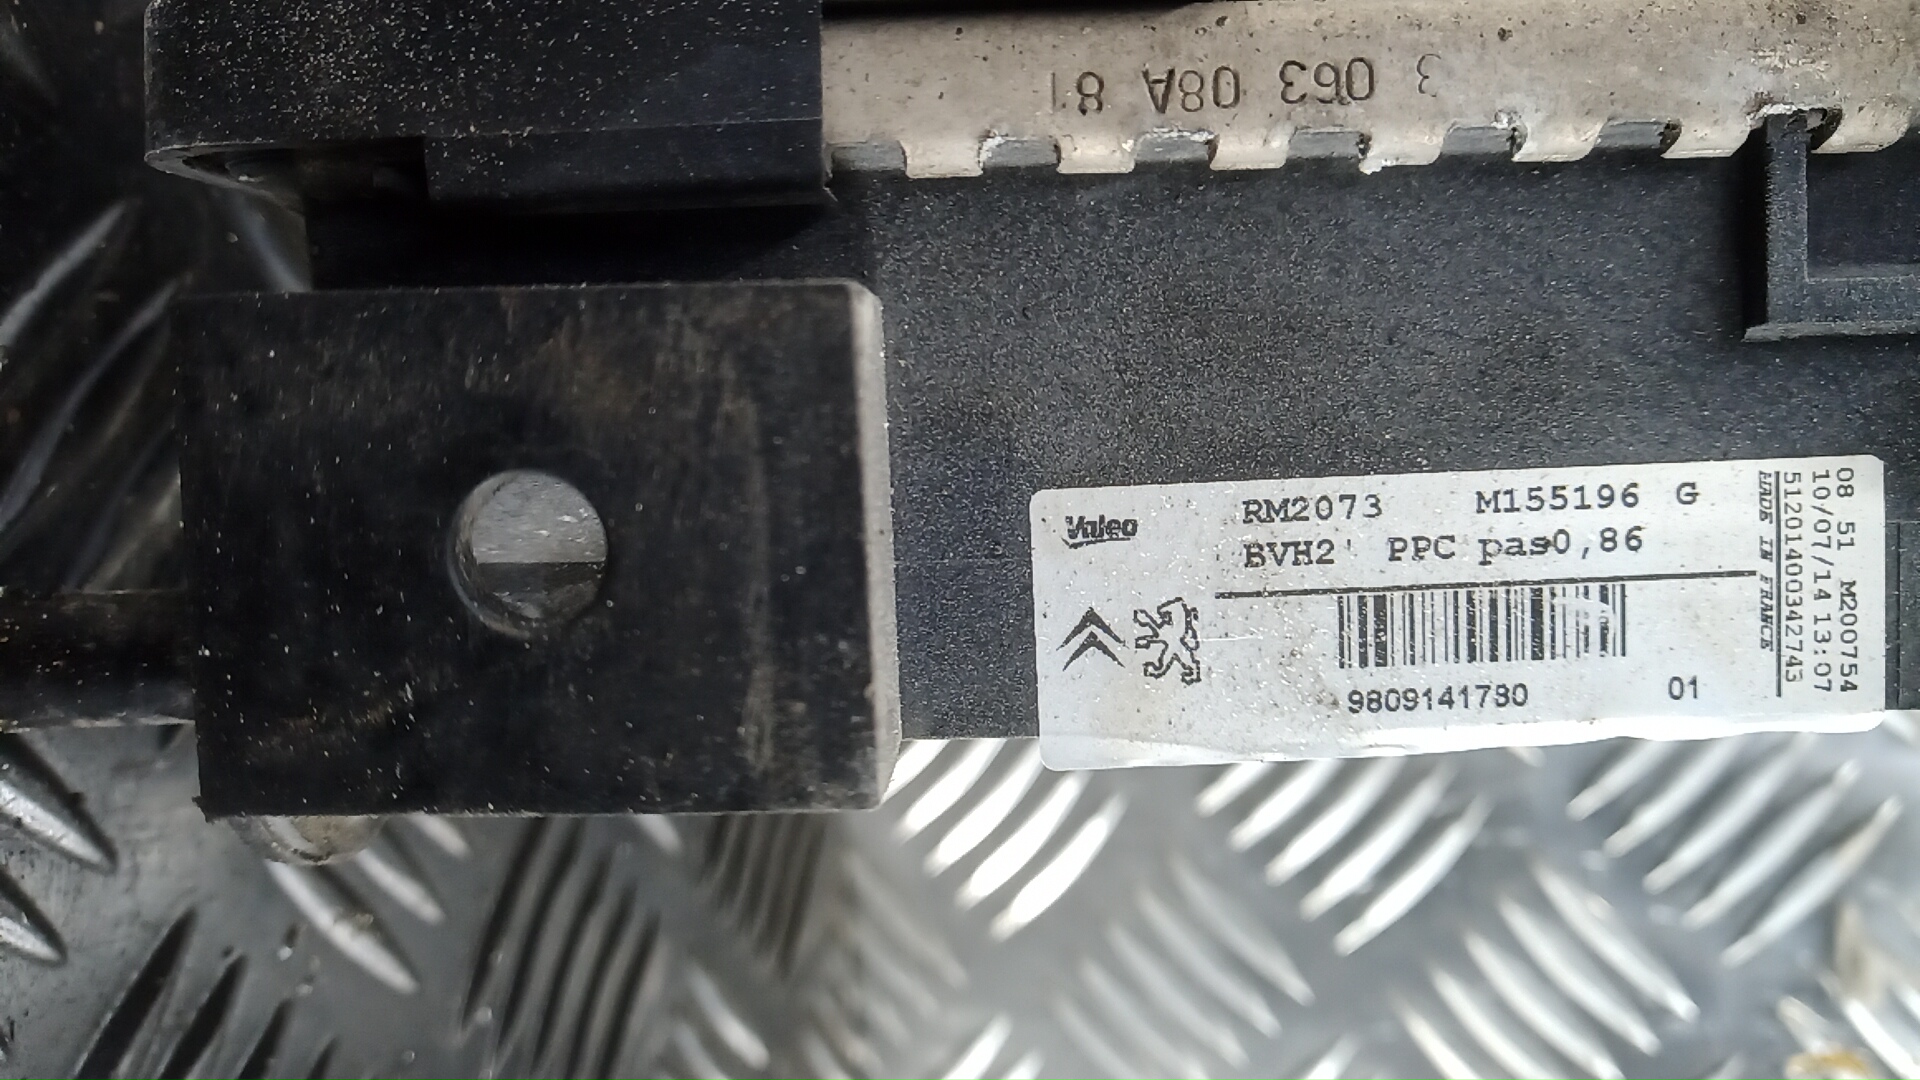 3 063 08A 81
Valeo
RM2073 M155196 G
BVH2' PPC pas0,86
9809141780 01
08 51 M200754
10/07/14 13:07
51201400342743
MADE IN FRANCE